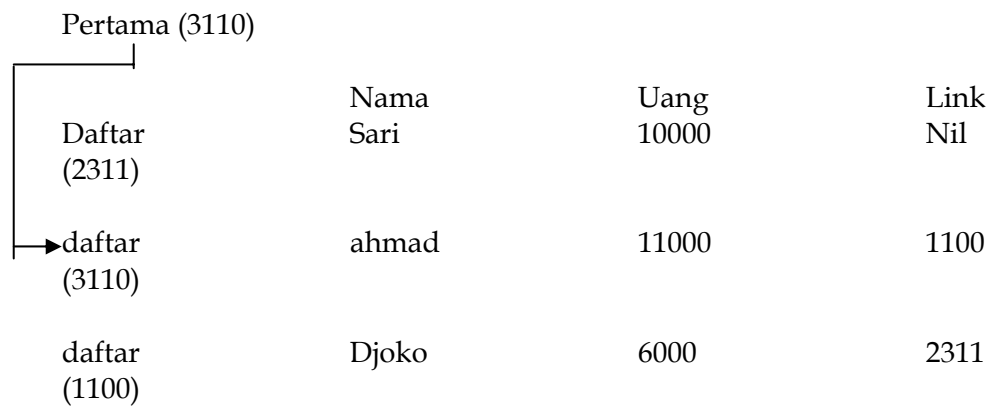 Pertama (3110)
Nama Uang Link
Daftar Sari 10000 Nil
(2311)
daftar ahmad 11000 1100
(3110)
daftar Djoko 6000 2311
(1100)